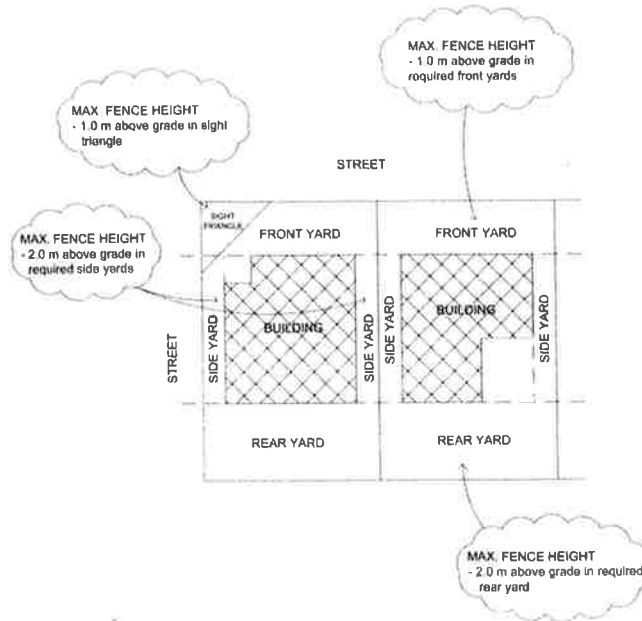 MAX. FENCE HEIGHT
- 1.0 m above grade in
required front yards
MAX. FENCE HEIGHT
- 1.0 m above grade in sight
triangle
STREET
SIGHT
TRIANGLE
FRONT YARD
FRONT YARD
MAX. FENCE HEIGHT
- 2.0 m above grade in
required side yards
BUILDING
BUILDING
STREET
SIDE YARD
SIDE YARD
SIDE YARD
SIDE YARD
REAR YARD
REAR YARD
MAX. FENCE HEIGHT
- 2.0 m above grade in required
rear yard